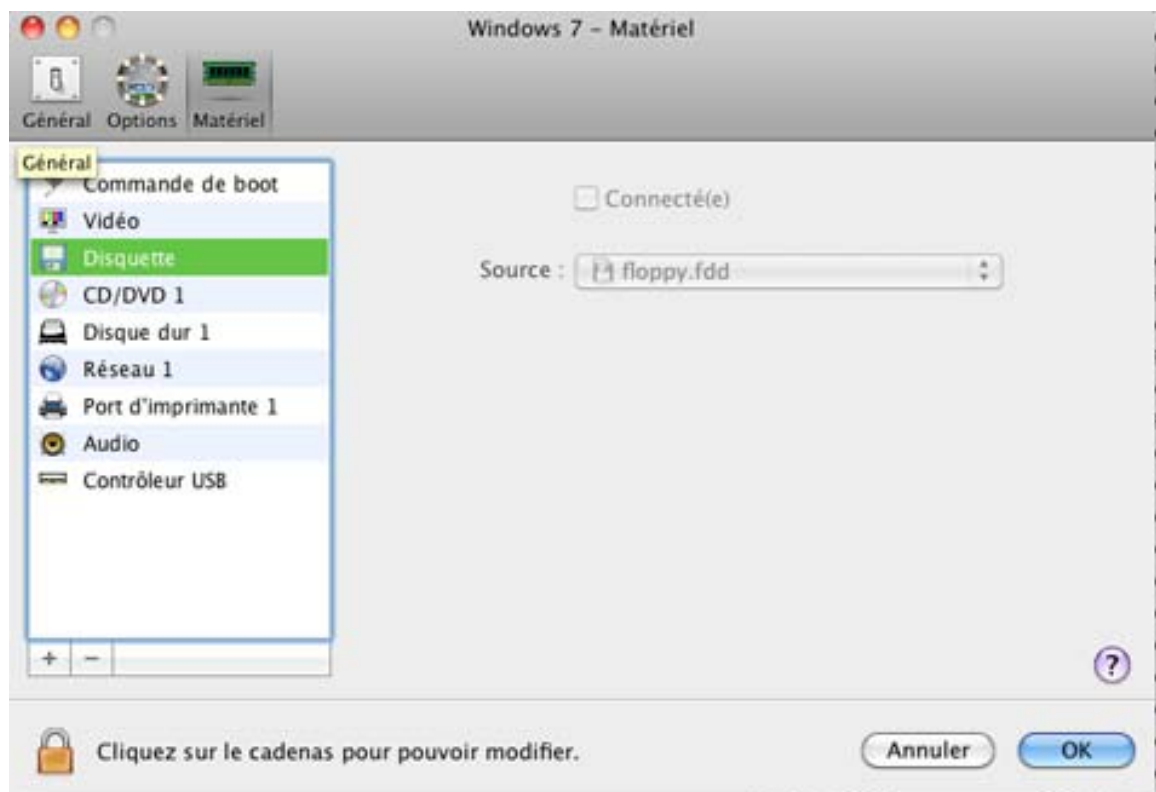 Windows 7 – Matériel
Général Options Matériel
Général
Commande de boot
Connecté(e)
Vidéo
Disquette
Source : floppy.fdd
CD/DVD 1
Disque dur 1
Réseau 1
Port d'imprimante 1
Audio
Contrôleur USB
+ −
?
Cliquez sur le cadenas pour pouvoir modifier.
Annuler OK